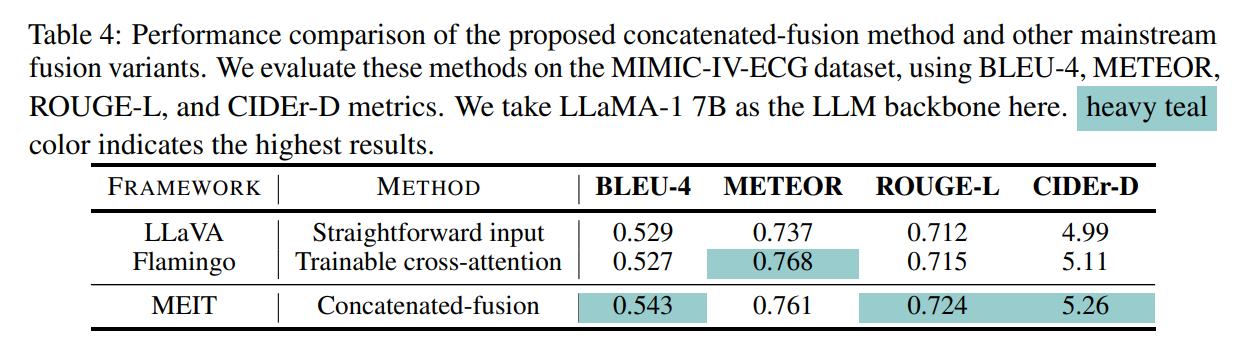 Table 4: Performance comparison of the proposed concatenated-fusion method and other mainstream
fusion variants. We evaluate these methods on the MIMIC-IV-ECG dataset, using BLEU-4, METEOR,
ROUGE-L, and CIDEr-D metrics. We take LLaMA-1 7B as the LLM backbone here. heavy teal
color indicates the highest results.
FRAMEWORK METHOD BLEU-4 METEOR ROUGE-L CIDEr-D
LLaVA Straightforward input 0.529 0.737 0.712 4.99
Flamingo Trainable cross-attention 0.527 0.768 0.715 5.11
MEIT Concatenated-fusion 0.543 0.761 0.724 5.26